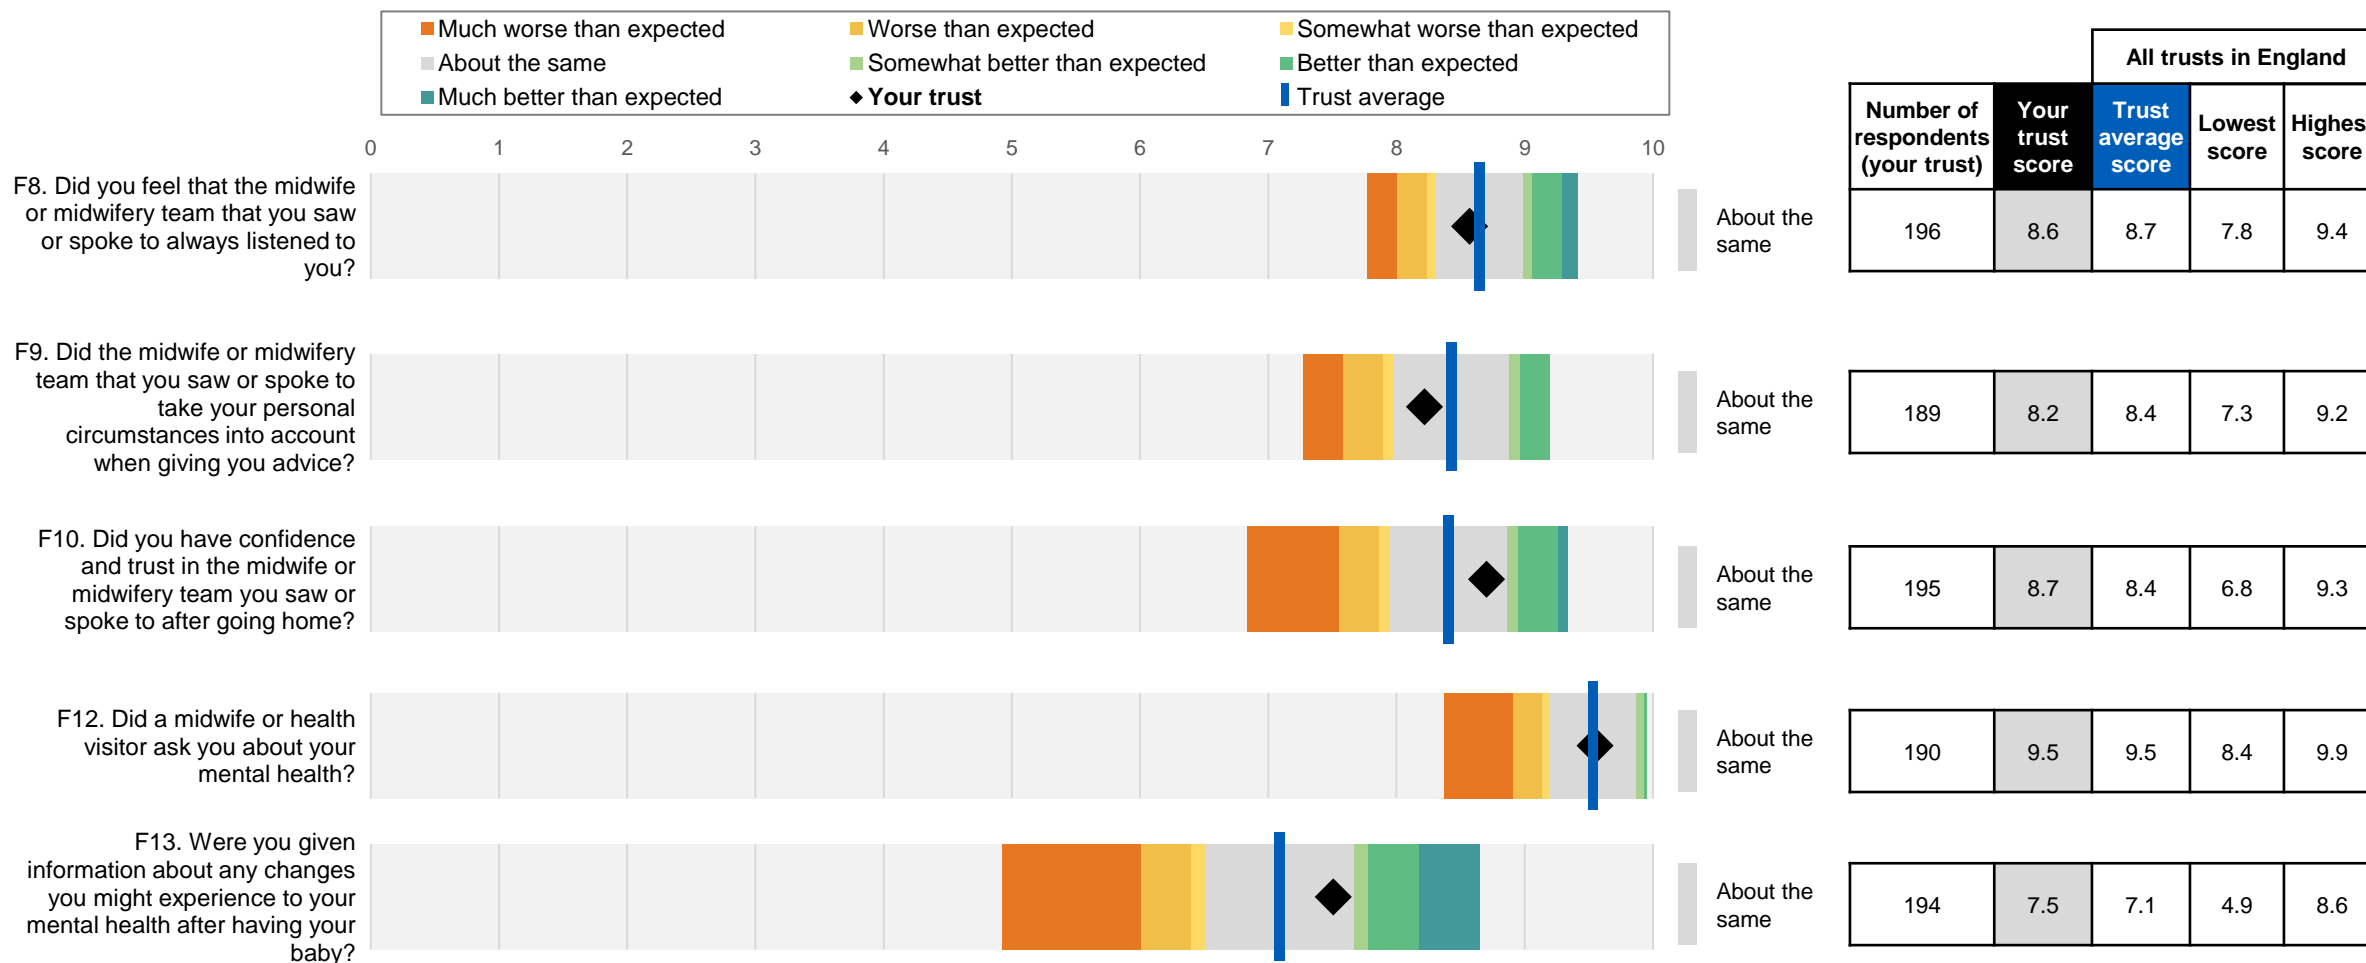 Much worse than expected
Worse than expected
Somewhat worse than expected
About the same
Somewhat better than expected
Better than expected
Much better than expected
Your trust
Trust average
All trusts in England
Number of
respondents
(your trust)
Your
trust
score
Trust
average
score
Lowest
score
Highes
score
0 1 2 3 4 5 6 7 8 9 10
F8. Did you feel that the midwife
or midwifery team that you saw
or spoke to always listened to
you?
About the
same
196 8.6 8.7 7.8 9.4
F9. Did the midwife or midwifery
team that you saw or spoke to
take your personal
circumstances into account
when giving you advice?
About the
same
189 8.2 8.4 7.3 9.2
F10. Did you have confidence
and trust in the midwife or
midwifery team you saw or
spoke to after going home?
About the
same
195 8.7 8.4 6.8 9.3
F12. Did a midwife or health
visitor ask you about your
mental health?
About the
same
190 9.5 9.5 8.4 9.9
F13. Were you given
information about any changes
you might experience to your
mental health after having your
baby?
About the
same
194 7.5 7.1 4.9 8.6